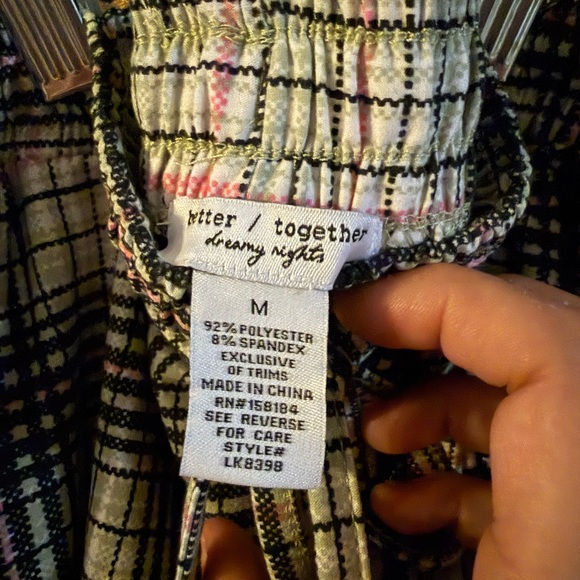 better / together
dreamy nights
M
92% POLYESTER
8% SPANDEX
EXCLUSIVE
OF TRIMS
MADE IN CHINA
RN#158184
SEE REVERSE
FOR CARE
STYLE#
LK8398